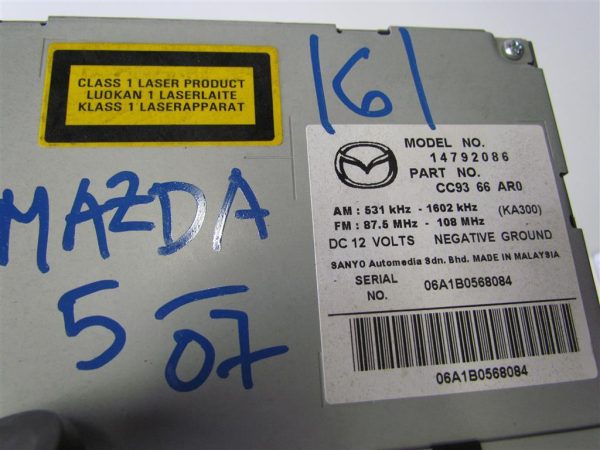 CLASS 1 LASER PRODUCT
LUOKAN 1 LASERLAITE
KLASS 1 LASERAPPARAT
161
MAZDA
5 07
MODEL NO.
14792086
PART NO.
CC93 66 AR0
AM : 531 kHz - 1602 kHz (KA300)
FM : 87.5 MHz - 108 MHz
DC 12 VOLTS NEGATIVE GROUND
SANYO Automedia Sdn. Bhd. MADE IN MALAYSIA
SERIAL NO. 06A1B0568084
06A1B0568084